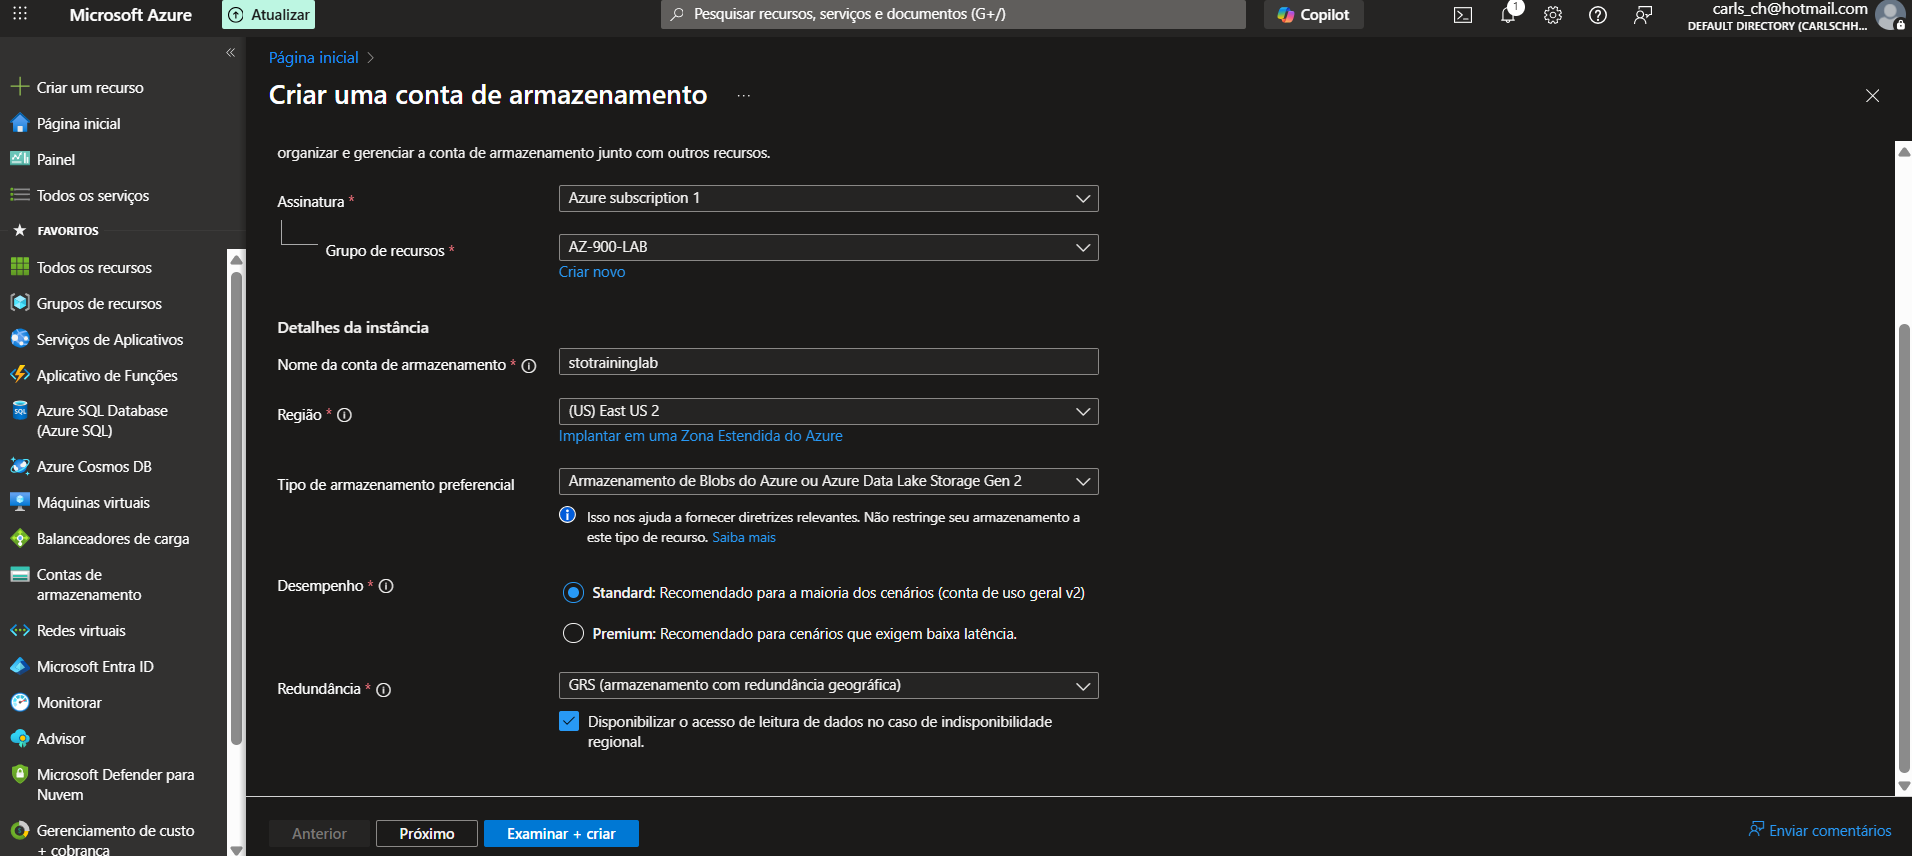 Microsoft Azure
Atualizar
Pesquisar recursos, serviços e documentos (G+/)
Copilot
1
carls_ch@hotmail.com
DEFAULT DIRECTORY (CARLSCHH...
Criar um recurso
Página inicial
Painel
Todos os serviços
FAVORITOS
Todos os recursos
Grupos de recursos
Serviços de Aplicativos
Aplicativo de Funções
SQL
Azure SQL Database
(Azure SQL)
Azure Cosmos DB
Máquinas virtuais
Balanceadores de carga
Contas de
armazenamento
Redes virtuais
Microsoft Entra ID
Monitorar
Advisor
Microsoft Defender para
Nuvem
Gerenciamento de custo
+ cobrança
Página inicial
Criar uma conta de armazenamento ...
organizar e gerenciar a conta de armazenamento junto com outros recursos.
Assinatura * Azure subscription 1
Grupo de recursos * AZ-900-LAB
Criar novo
Detalhes da instância
Nome da conta de armazenamento * stotraininglab
Região * (US) East US 2
Implantar em uma Zona Estendida do Azure
Tipo de armazenamento preferencial Armazenamento de Blobs do Azure ou Azure Data Lake Storage Gen 2
Isso nos ajuda a fornecer diretrizes relevantes. Não restringe seu armazenamento a
este tipo de recurso. Saiba mais
Desempenho * Standard: Recomendado para a maioria dos cenários (conta de uso geral v2)
Premium: Recomendado para cenários que exigem baixa latência.
Redundância * GRS (armazenamento com redundância geográfica)
Disponibilizar o acesso de leitura de dados no caso de indisponibilidade
regional.
Anterior
Próximo
Examinar + criar
Enviar comentários